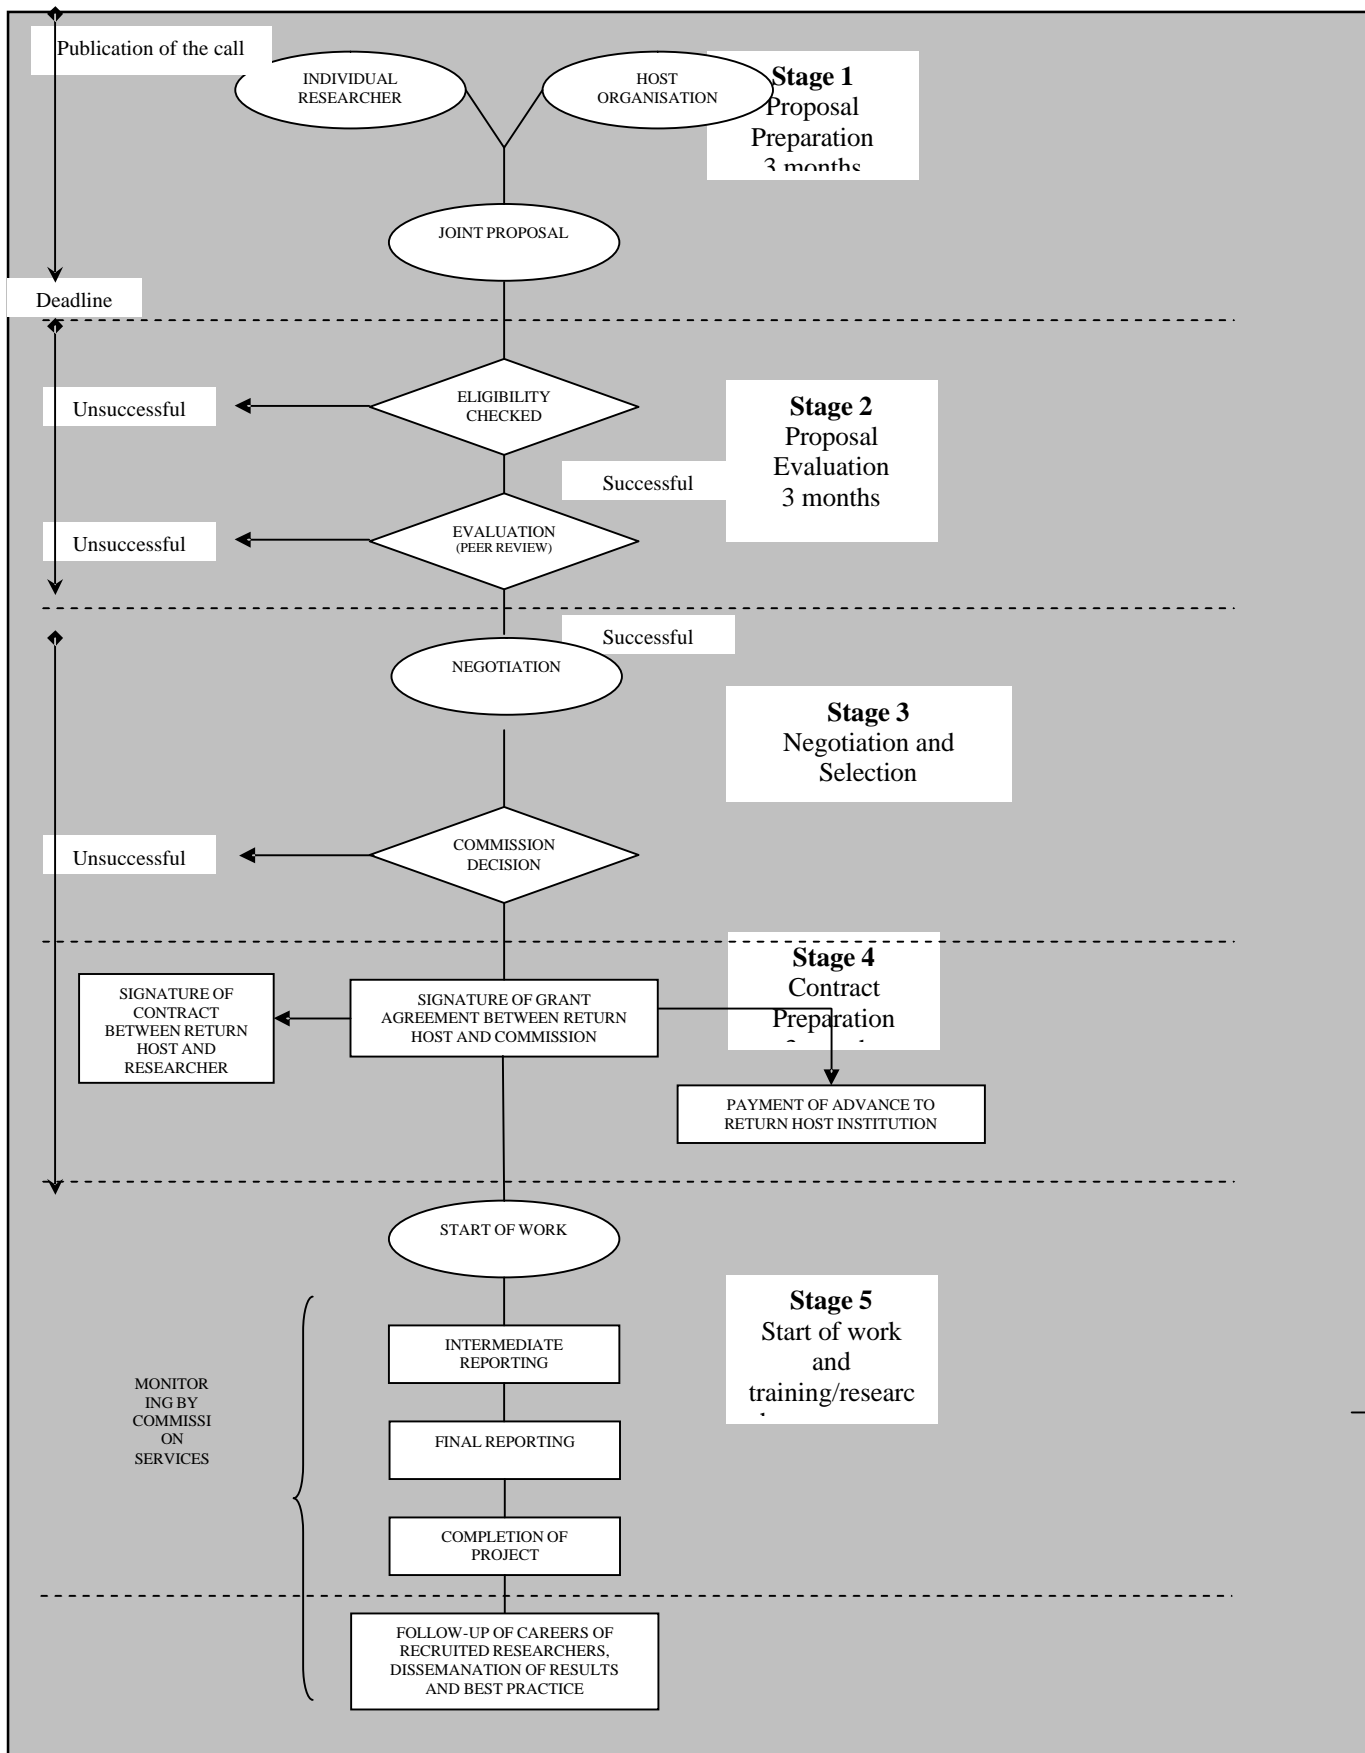 Publication of the call
INDIVIDUAL
RESEARCHER
HOST
ORGANISATION
Stage 1
Proposal
Preparation
3 months
JOINT PROPOSAL
Deadline
Unsuccessful
ELIGIBILITY
CHECKED
Stage 2
Proposal
Evaluation
3 months
Successful
Unsuccessful
EVALUATION
(PEER REVIEW)
Successful
NEGOTIATION
Stage 3
Negotiation and
Selection
Unsuccessful
COMMISSION
DECISION
Stage 4
Contract
Preparation
SIGNATURE OF
CONTRACT
BETWEEN RETURN
HOST AND
RESEARCHER
SIGNATURE OF GRANT
AGREEMENT BETWEEN RETURN
HOST AND COMMISSION
PAYMENT OF ADVANCE TO
RETURN HOST INSTITUTION
START OF WORK
Stage 5
Start of work
and
training/researc
INTERMEDIATE
REPORTING
MONITOR
ING BY
COMMISSI
ON
SERVICES
FINAL REPORTING
COMPLETION OF
PROJECT
FOLLOW-UP OF CAREERS OF
RECRUITED RESEARCHERS,
DISSEMANATION OF RESULTS
AND BEST PRACTICE